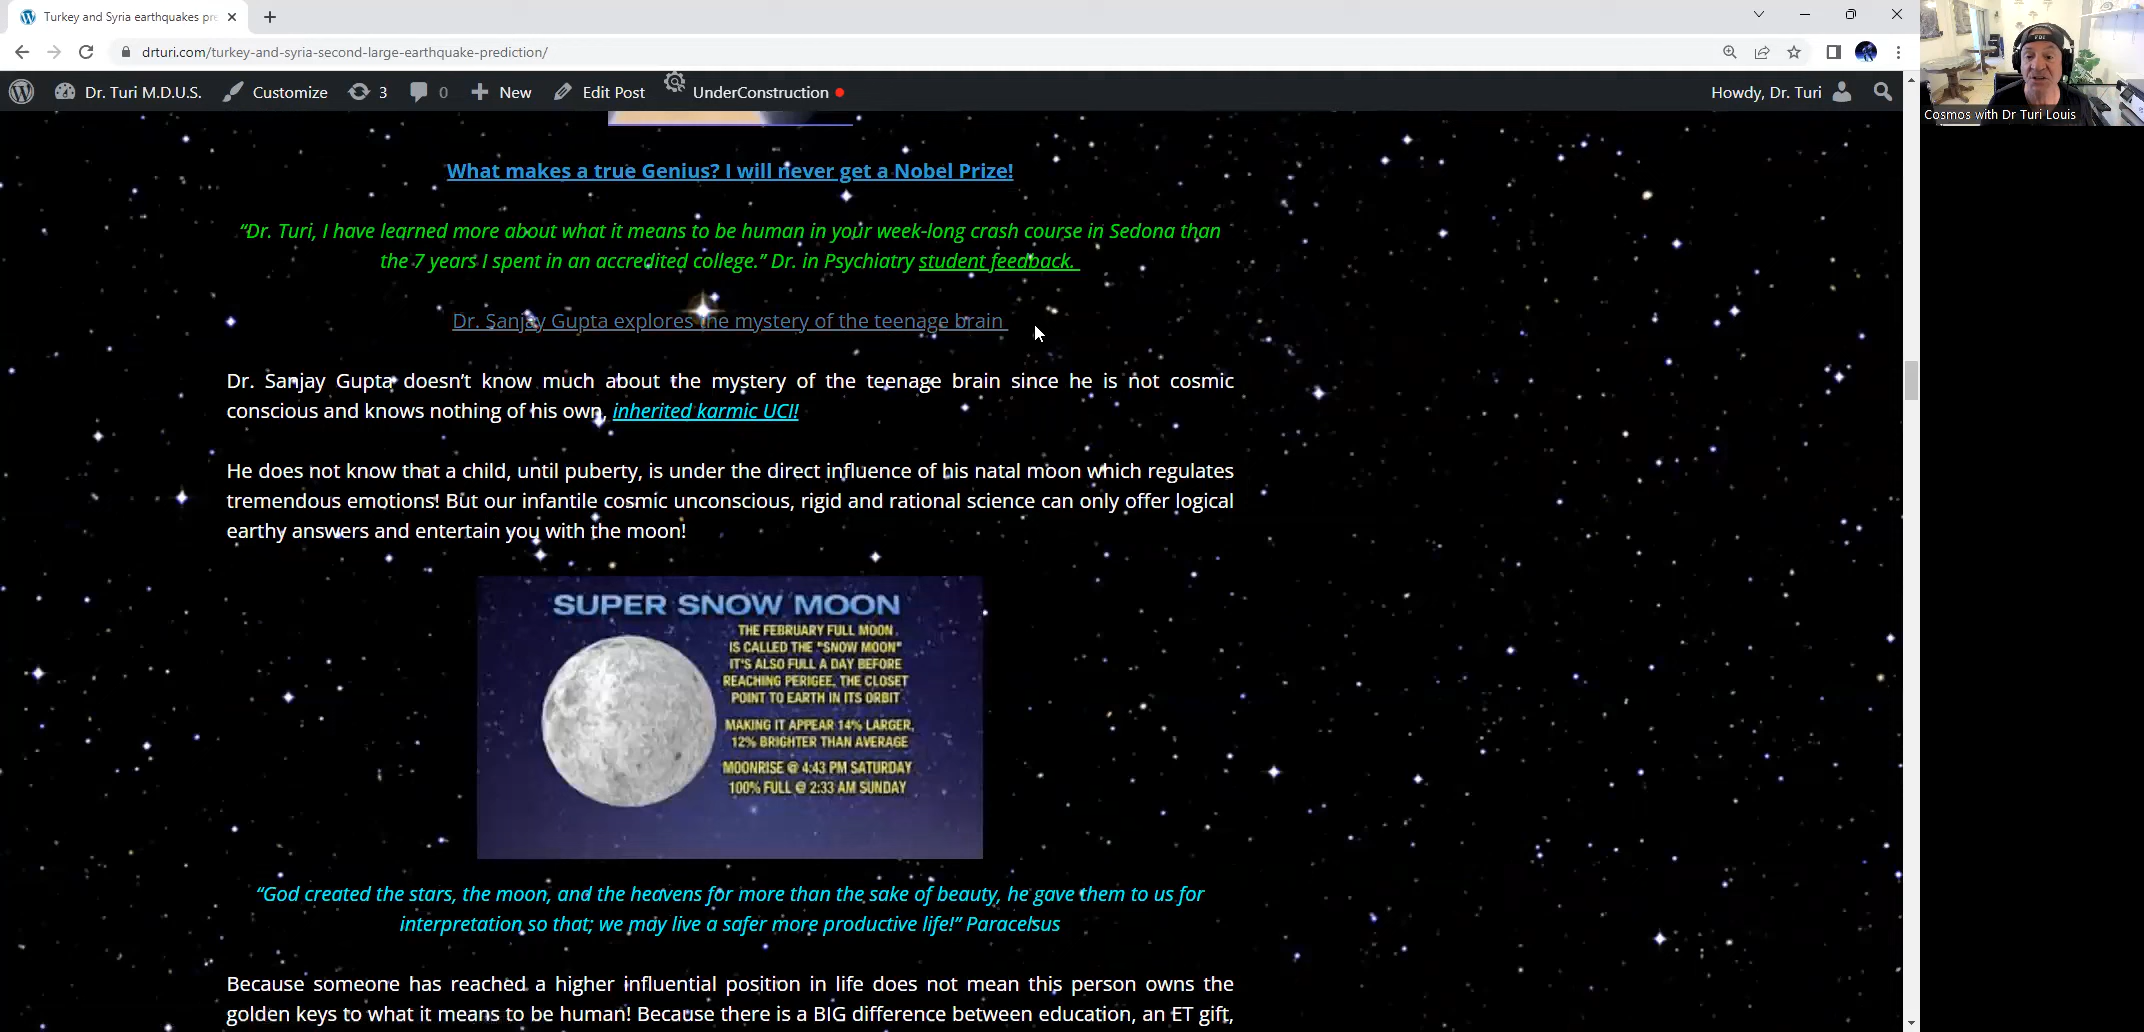 Turkey and Syria earthquakes pre
drturi.com/turkey-and-syria-second-large-earthquake-prediction/
Dr. Turi M.D.U.S. Customize 3 0 New Edit Post UnderConstruction Howdy, Dr. Turi
Cosmos with Dr Turi Louis
What makes a true Genius? I will never get a Nobel Prize!
“Dr. Turi, I have learned more about what it means to be human in your week-long crash course in Sedona than
the 7 years I spent in an accredited college.” Dr. in Psychiatry student feedback.
Dr. Sanjay Gupta explores the mystery of the teenage brain
Dr. Sanjay Gupta doesn’t know much about the mystery of the teenage brain since he is not cosmic
conscious and knows nothing of his own, inherited karmic UCI!
He does not know that a child, until puberty, is under the direct influence of his natal moon which regulates
tremendous emotions! But our infantile cosmic unconscious, rigid and rational science can only offer logical
earthy answers and entertain you with the moon!
SUPER SNOW MOON
THE FEBRUARY FULL MOON
IS CALLED THE "SNOW MOON"
IT'S ALSO FULL A DAY BEFORE
REACHING PERIGEE, THE CLOSET
POINT TO EARTH IN ITS ORBIT
MAKING IT APPEAR 14% LARGER,
12% BRIGHTER THAN AVERAGE
MOONRISE @ 4:43 PM SATURDAY
100% FULL @ 2:33 AM SUNDAY
“God created the stars, the moon, and the heavens for more than the sake of beauty, he gave them to us for
interpretation so that; we may live a safer more productive life!” Paracelsus
Because someone has reached a higher influential position in life does not mean this person owns the
golden keys to what it means to be human! Because there is a BIG difference between education, an ET gift,